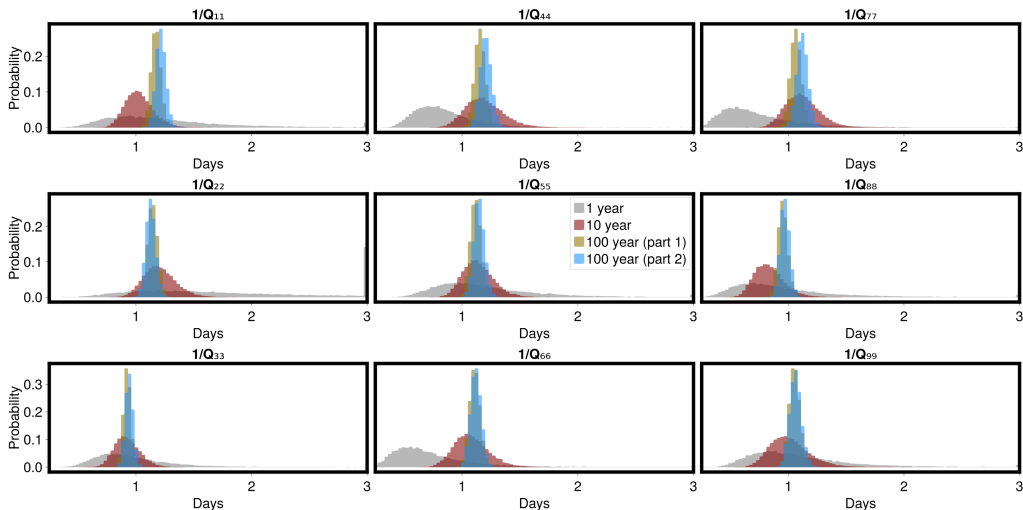 1/Q₁₁ 1/Q₄₄ 1/Q₇₇
Probability
0.2
0.1
0.0
1 2 3 1 2 3 1 2 3
Days Days Days
1/Q₂₂ 1/Q₅₅ 1/Q₈₈
Probability
0.2
0.1
0.0
1 year
10 year
100 year (part 1)
100 year (part 2)
1 2 3 1 2 3 1 2 3
Days Days Days
1/Q₃₃ 1/Q₆₆ 1/Q₉₉
Probability
0.3
0.2
0.1
0.0
1 2 3 1 2 3 1 2 3
Days Days Days